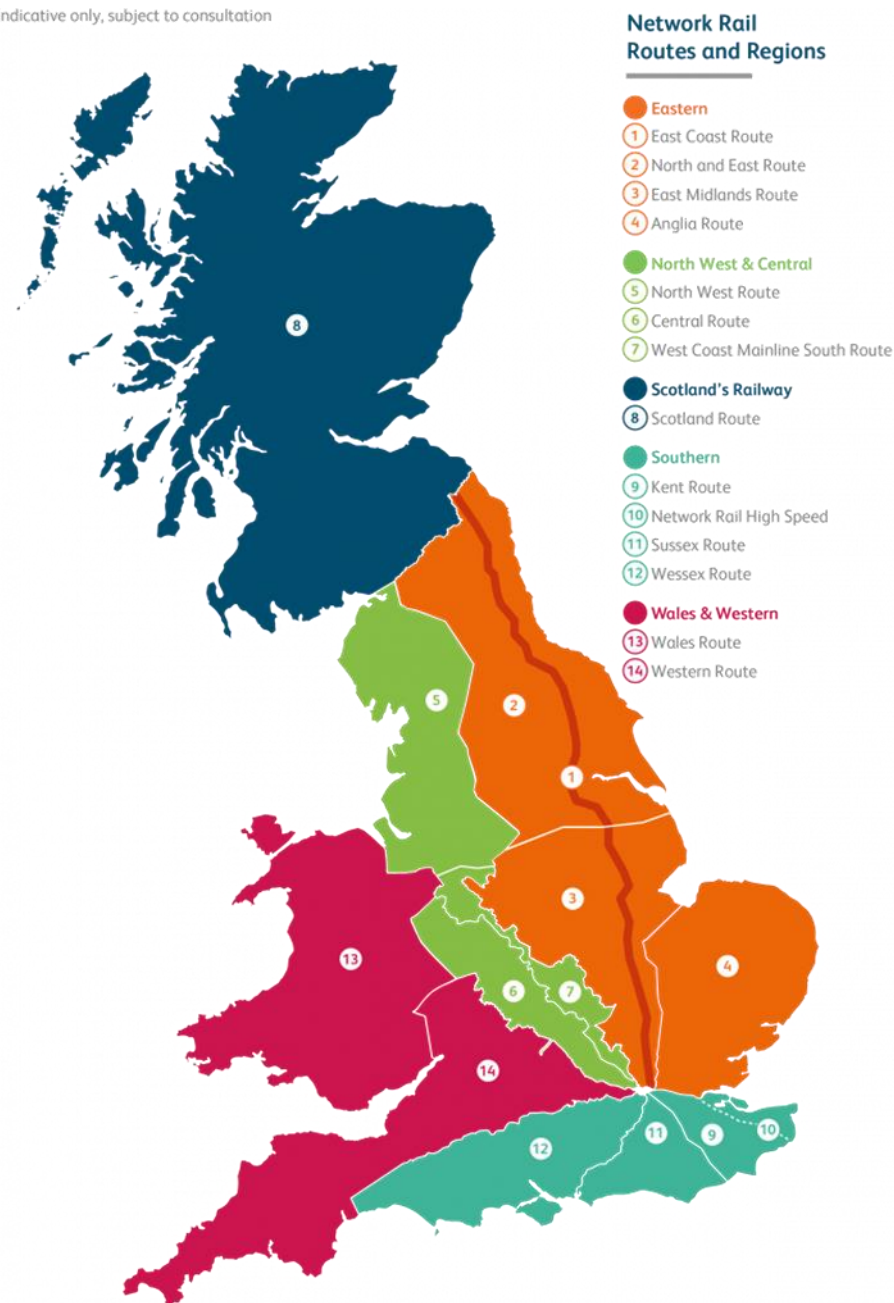 ndicative only, subject to consultation
Network Rail
Routes and Regions
Eastern
1 East Coast Route
2 North and East Route
3 East Midlands Route
4 Anglia Route
North West & Central
5 North West Route
6 Central Route
7 West Coast Mainline South Route
Scotland's Railway
8 Scotland Route
Southern
9 Kent Route
10 Network Rail High Speed
11 Sussex Route
12 Wessex Route
Wales & Western
13 Wales Route
14 Western Route
8
5
2
1
3
4
13
6
7
14
12
11
9
10